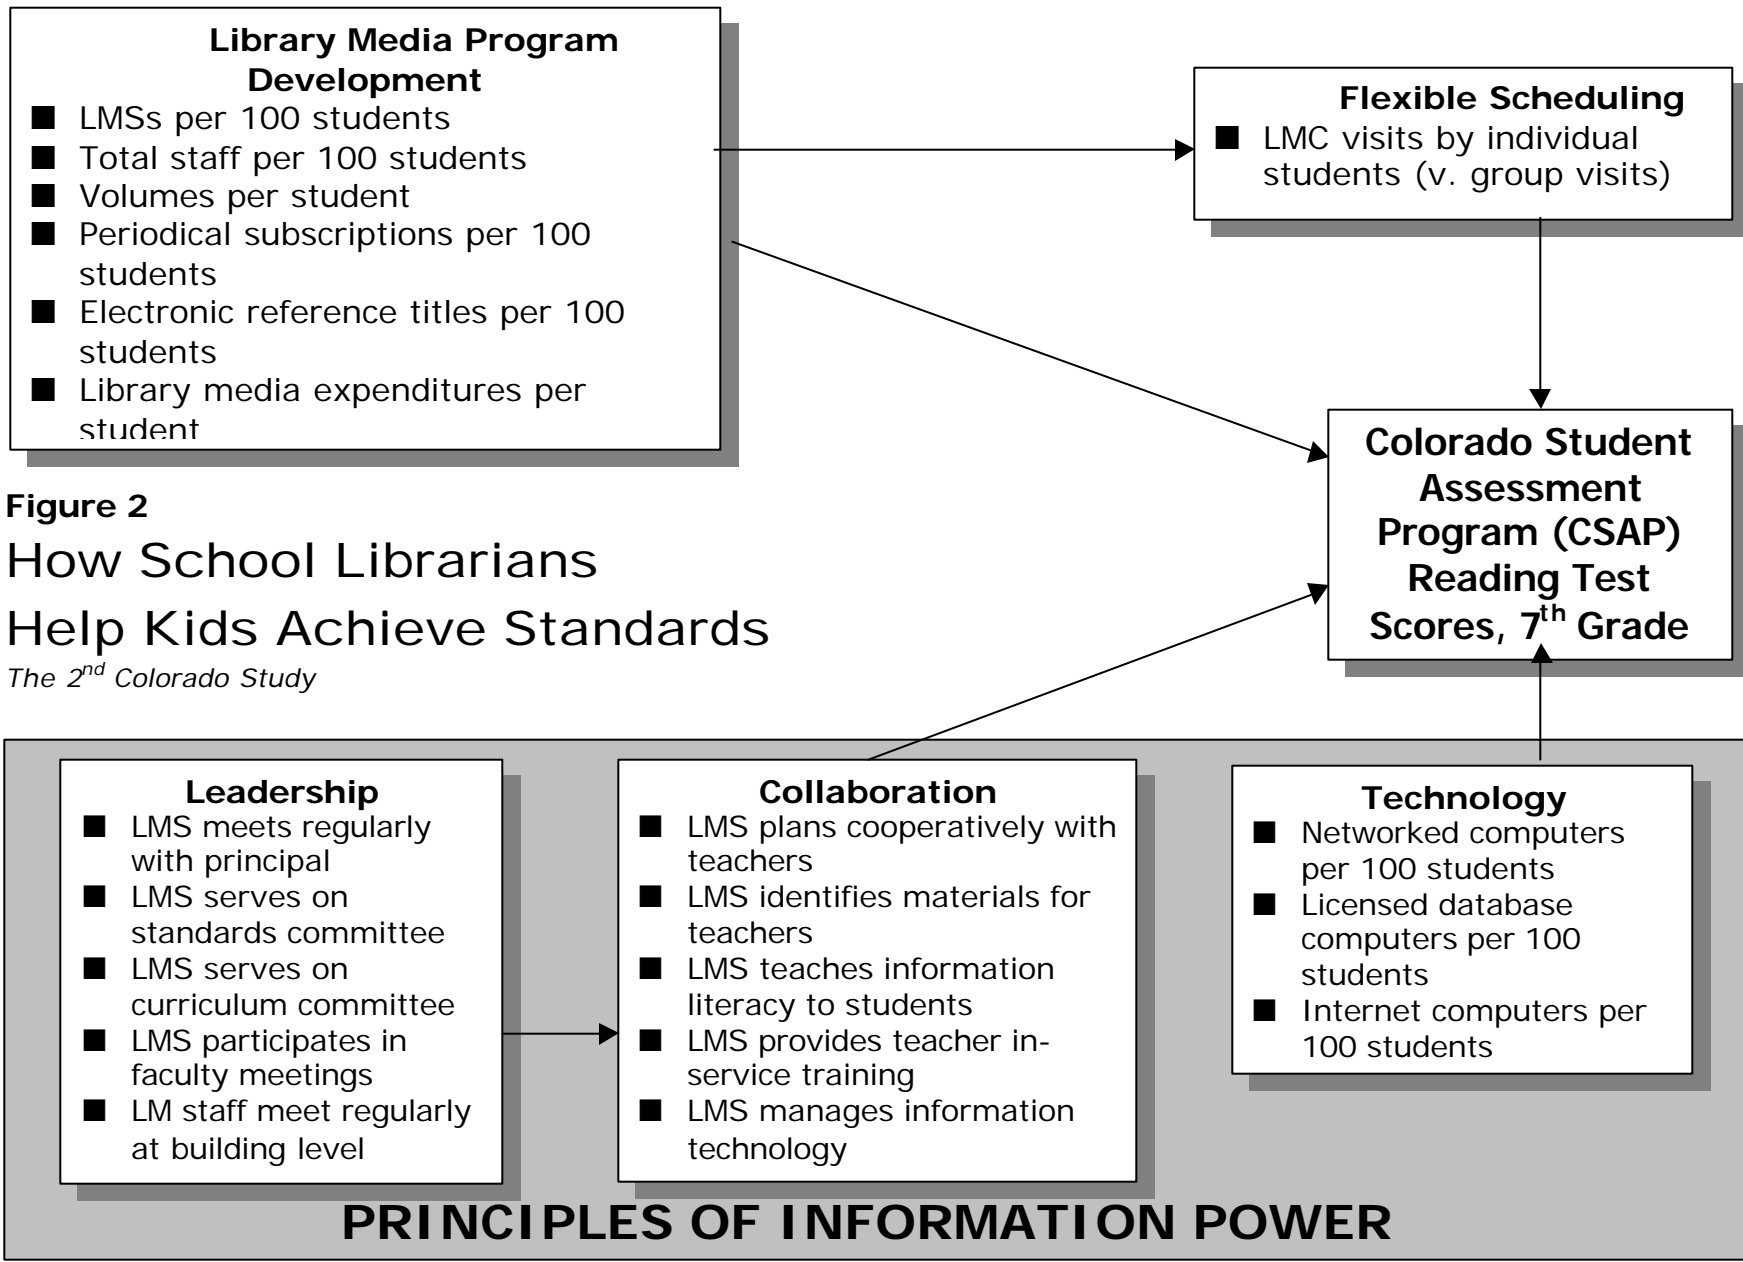 Library Media Program
Development
■ LMSs per 100 students
■ Total staff per 100 students
■ Volumes per student
■ Periodical subscriptions per 100
students
■ Electronic reference titles per 100
students
■ Library media expenditures per
student
Flexible Scheduling
■ LMC visits by individual
students (v. group visits)
Colorado Student
Assessment
Program (CSAP)
Reading Test
Scores, 7th Grade
Figure 2
How School Librarians
Help Kids Achieve Standards
The 2nd Colorado Study
Leadership
■ LMS meets regularly
with principal
■ LMS serves on
standards committee
■ LMS serves on
curriculum committee
■ LMS participates in
faculty meetings
■ LM staff meet regularly
at building level
Collaboration
■ LMS plans cooperatively with
teachers
■ LMS identifies materials for
teachers
■ LMS teaches information
literacy to students
■ LMS provides teacher in-
service training
■ LMS manages information
technology
Technology
■ Networked computers
per 100 students
■ Licensed database
computers per 100
students
■ Internet computers per
100 students
PRINCIPLES OF INFORMATION POWER